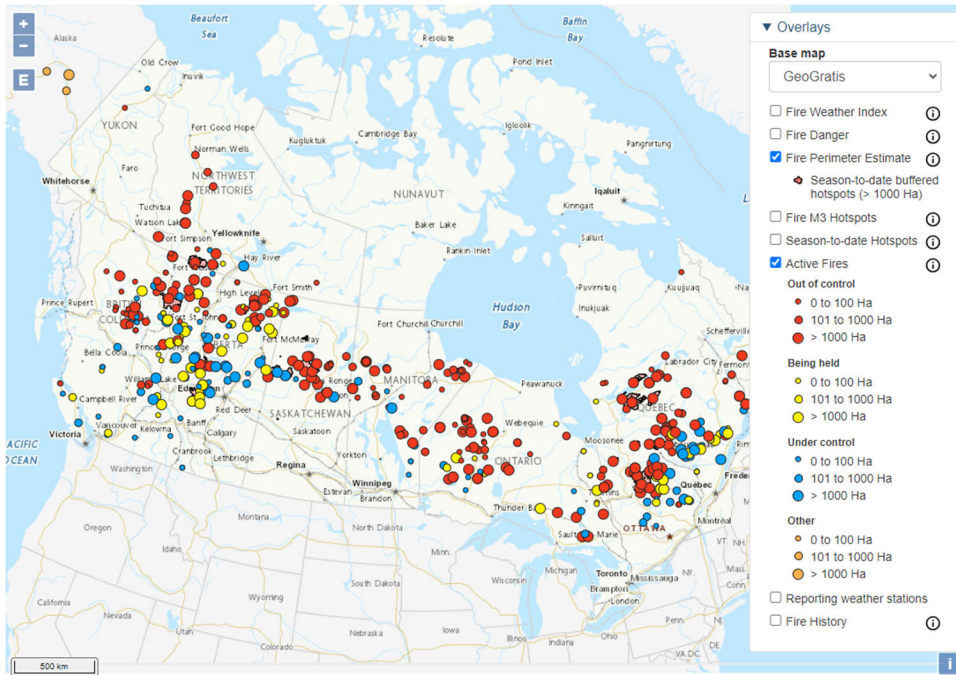 Beaufort
Sea
Baffin
Bay
Alaska
Resolute
Old Crow
Inuvik
Pond Inlet
YUKON
Fort Good Hope
Kugluktuk
Cambridge Bay
Igloolik
Pangnirtung
Norman Wells
Faro
NORTHWEST
TERRITORIES
Whitehorse
NUNAVUT
Iqaluit
Tuchitua
Kinngait
Watson Lake
Yellowknife
Baker Lake
Fort Simpson
Hay River
Rankin Inlet
Salluit
Fort Smith
Puvirnituq
Kuujjuaq
High Level
Inukjuak
Prince Rupert
Hudson
Bay
Fort St. John
Fort Churchill
Churchill
Schefferville
Fort McMurray
Bella Coola
Labrador City
Fermont
MANITOBA
Peawanuck
QUÉBEC
Campbell River
Red Deer
SASKATCHEWAN
Webequie
Moosonee
Vancouver
Banff
Saskatoon
Kelowna
Calgary
ONTARIO
Victoria
PACIFIC
OCEAN
Cranbrook
Lethbridge
Yorkton
Regina
Winnipeg
Québec
Washington
Estevan
Brandon
Thunder Bay
Montréal
Montana
North Dakota
OTTAWA
Oregon
Minn.
Idaho
Toronto
Mississauga
South Dakota
Wisconsin
Michigan
Brampton
London
Wyoming
California
Nebraska
Iowa
Nevada
Utah
Illinois
Indiana
Ohio
Colorado
+
−
E
500 km
i
▼ Overlays
Base map
GeoGratis
Fire Weather Index
Fire Danger
Fire Perimeter Estimate
Season-to-date buffered
hotspots (> 1000 Ha)
Fire M3 Hotspots
Season-to-date Hotspots
Active Fires
Out of control
0 to 100 Ha
101 to 1000 Ha
> 1000 Ha
Being held
0 to 100 Ha
101 to 1000 Ha
> 1000 Ha
Under control
0 to 100 Ha
101 to 1000 Ha
> 1000 Ha
Other
0 to 100 Ha
101 to 1000 Ha
> 1000 Ha
Reporting weather stations
Fire History